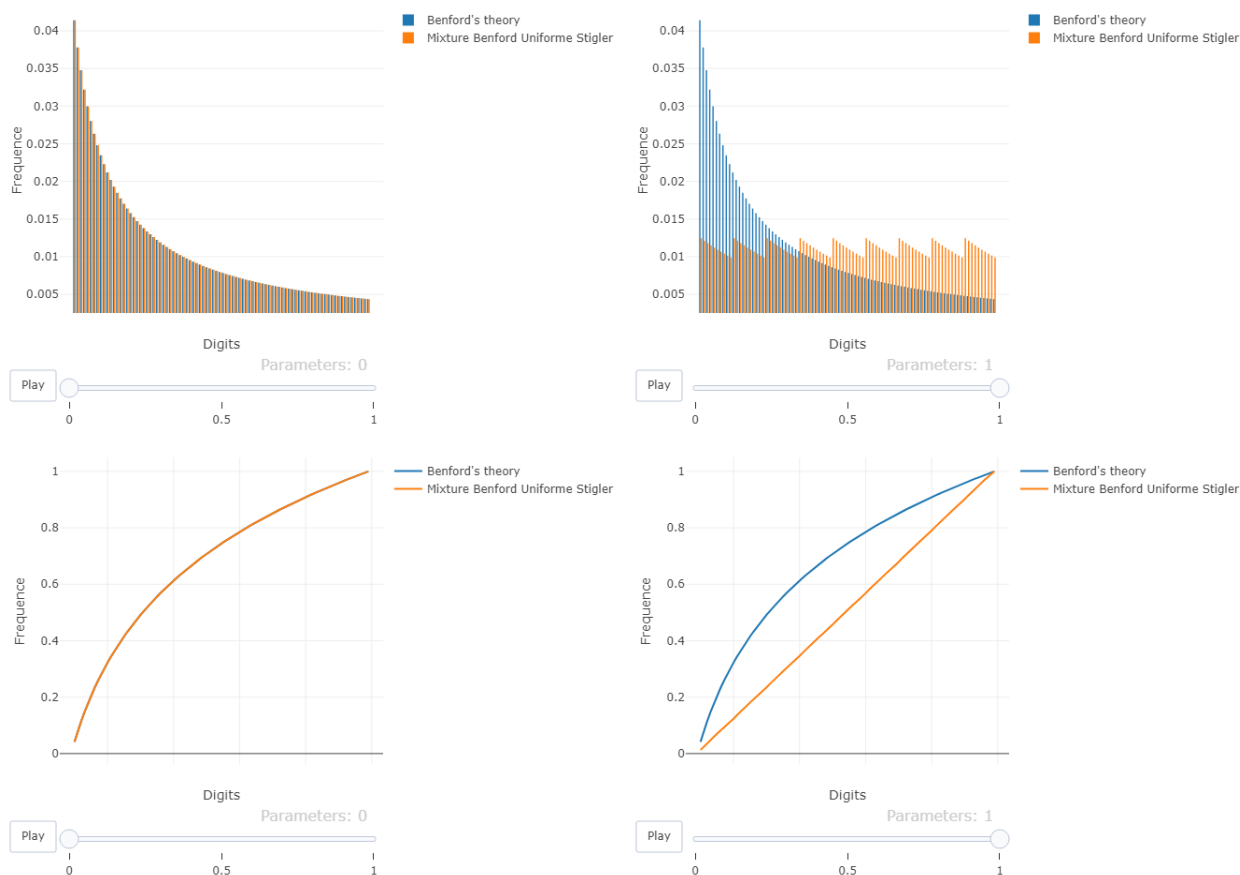 Benford's theory
Mixture Benford Uniforme Stigler
0.04
0.035
0.03
0.025
0.02
0.015
0.01
0.005
Frequence
Digits
Parameters: 0
Play
0 0.5 1
Benford's theory
Mixture Benford Uniforme Stigler
0.04
0.035
0.03
0.025
0.02
0.015
0.01
0.005
Frequence
Digits
Parameters: 1
Play
0 0.5 1
Benford's theory
Mixture Benford Uniforme Stigler
1
0.8
0.6
0.4
0.2
0
Frequence
Digits
Parameters: 0
Play
0 0.5 1
Benford's theory
Mixture Benford Uniforme Stigler
1
0.8
0.6
0.4
0.2
0
Frequence
Digits
Parameters: 1
Play
0 0.5 1